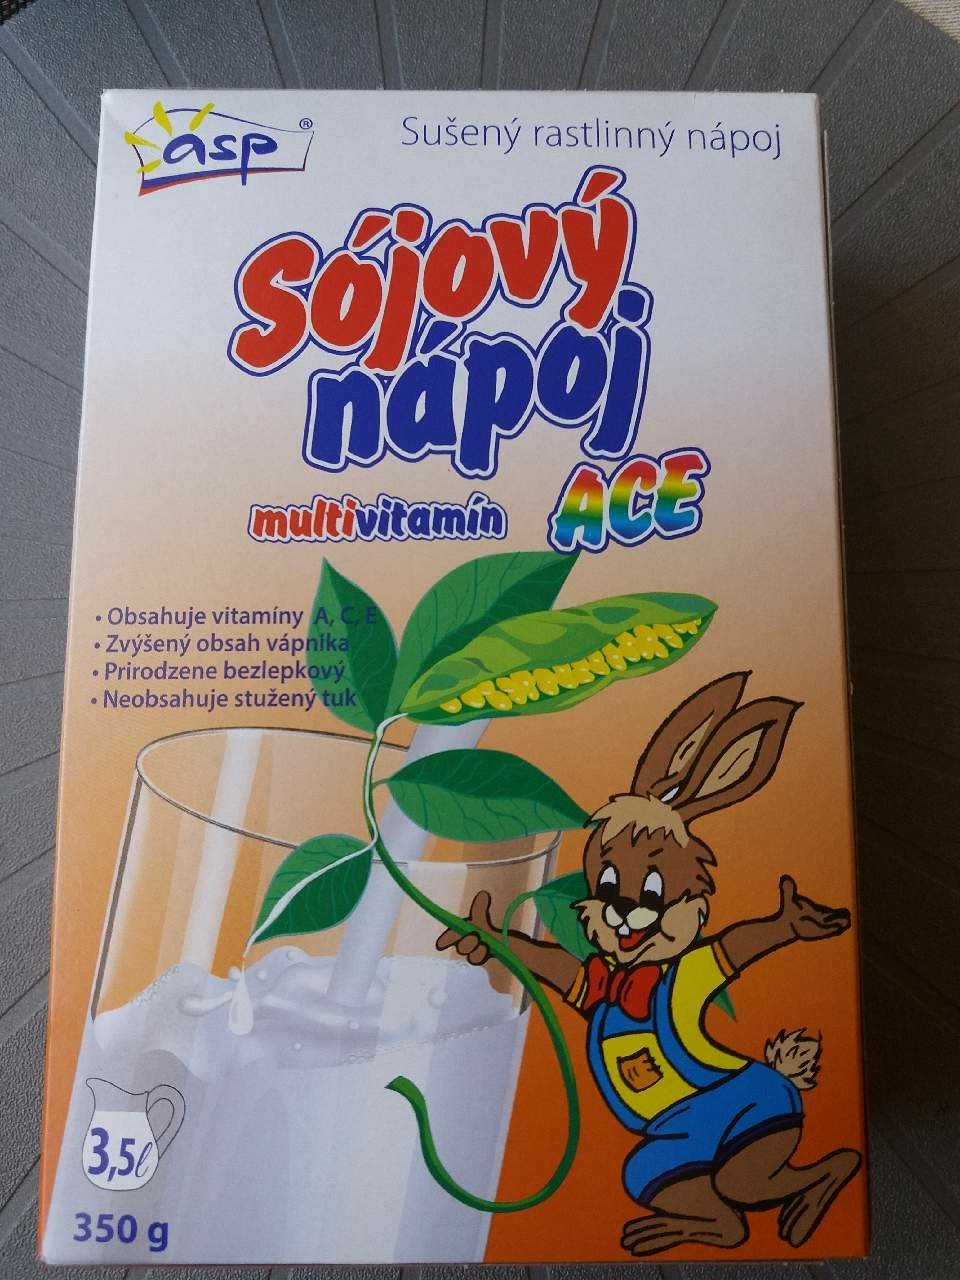 asp®
Sušený rastlinný nápoj
Sójový
nápoj
multivitamín ACE
• Obsahuje vitamíny A, C, E
• Zvýšený obsah vápnika
• Prirodzene bezlepkový
• Neobsahuje stužený tuk
3,5l
350 g